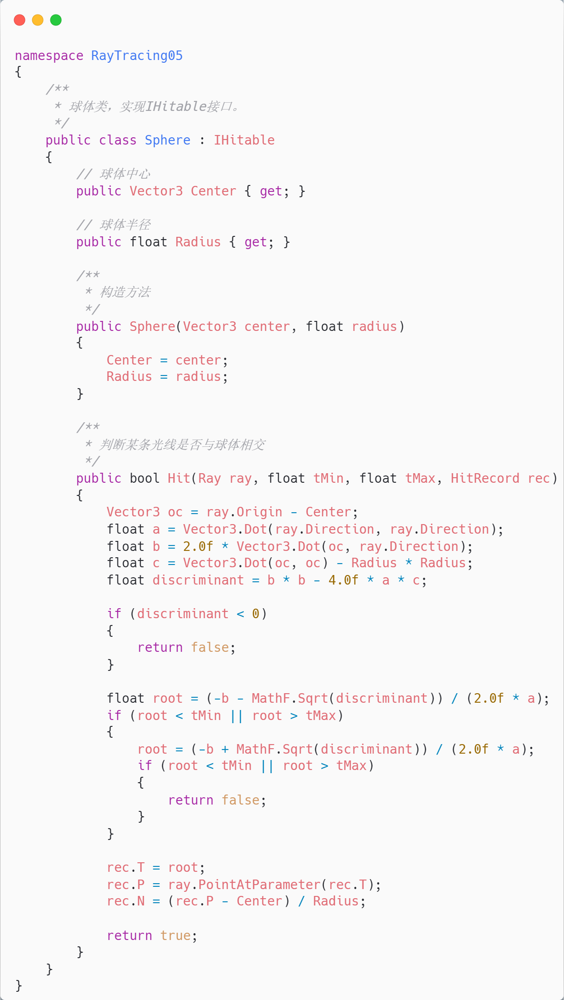 namespace RayTracing05
{
    /**
     * 球体类，实现IHitable接口。
     */
    public class Sphere : IHitable
    {
        // 球体中心
        public Vector3 Center { get; }

        // 球体半径
        public float Radius { get; }

        /**
         * 构造方法
         */
        public Sphere(Vector3 center, float radius)
        {
            Center = center;
            Radius = radius;
        }

        /**
         * 判断某条光线是否与球体相交
         */
        public bool Hit(Ray ray, float tMin, float tMax, HitRecord rec)
        {
            Vector3 oc = ray.Origin - Center;
            float a = Vector3.Dot(ray.Direction, ray.Direction);
            float b = 2.0f * Vector3.Dot(oc, ray.Direction);
            float c = Vector3.Dot(oc, oc) - Radius * Radius;
            float discriminant = b * b - 4.0f * a * c;

            if (discriminant < 0)
            {
                return false;
            }

            float root = (-b - MathF.Sqrt(discriminant)) / (2.0f * a);
            if (root < tMin || root > tMax)
            {
                root = (-b + MathF.Sqrt(discriminant)) / (2.0f * a);
                if (root < tMin || root > tMax)
                {
                    return false;
                }
            }

            rec.T = root;
            rec.P = ray.PointAtParameter(rec.T);
            rec.N = (rec.P - Center) / Radius;

            return true;
        }
    }
}